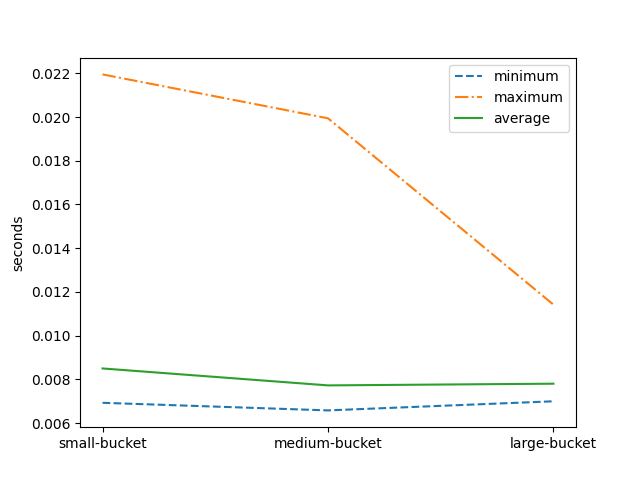 0.022
0.020
0.018
0.016
0.014
0.012
0.010
0.008
0.006
seconds
minimum
maximum
average
small-bucket
medium-bucket
large-bucket